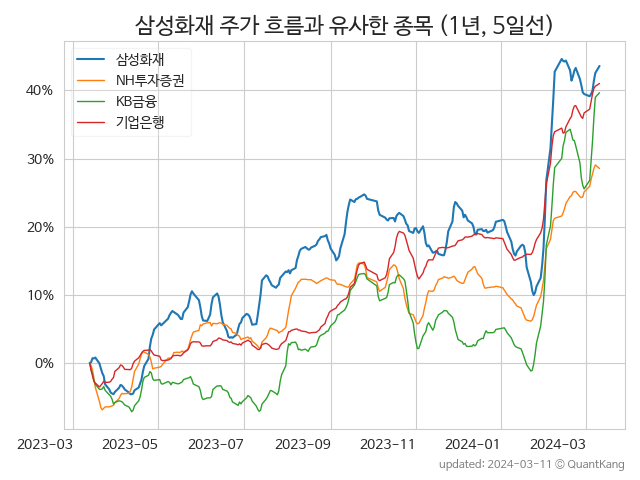 삼성화재 주가 흐름과 유사한 종목 (1년, 5일선)
삼성화재
NH투자증권
KB금융
기업은행
40%
30%
20%
10%
0%
2023-03
2023-05
2023-07
2023-09
2023-11
2024-01
2024-03
updated: 2024-03-11 © QuantKang